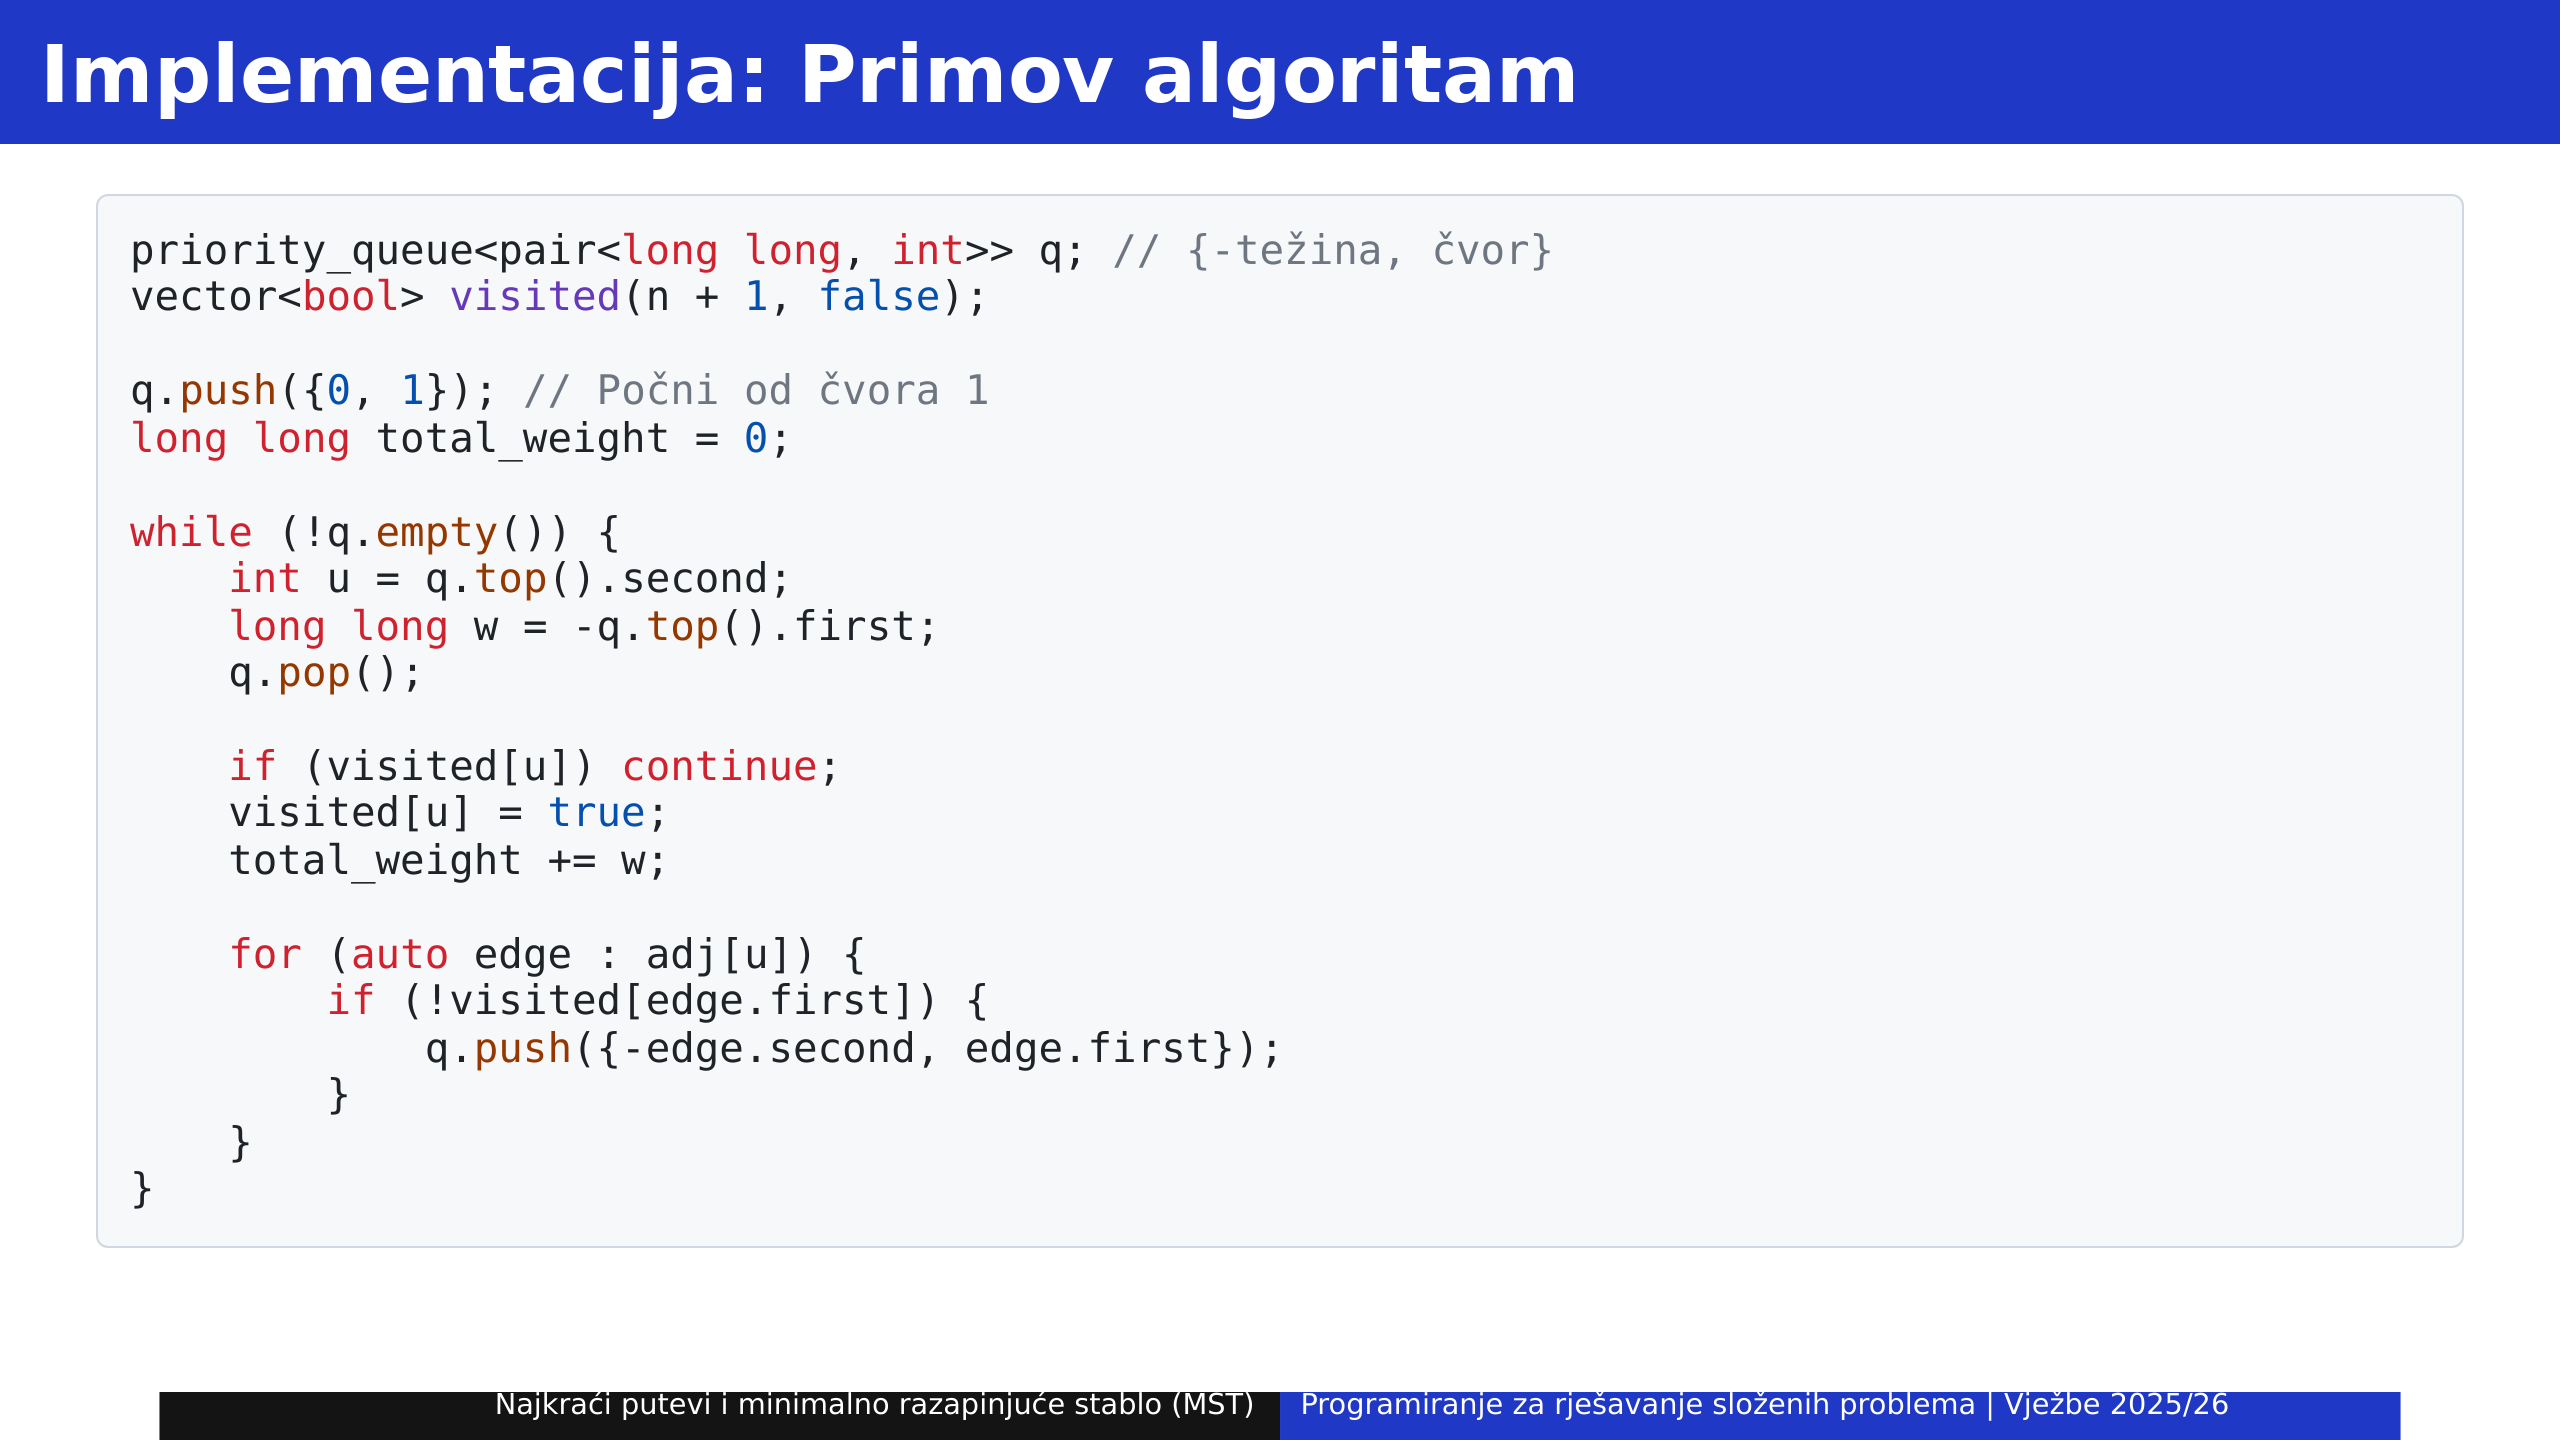 Implementacija: Primov algoritam
priority_queue<pair<long long, int>> q; // {-težina, čvor}
vector<bool> visited(n + 1, false);
q.push({0, 1}); // Počni od čvora 1
long long total_weight = 0;
while (!q.empty()) {
    int u = q.top().second;
    long long w = -q.top().first;
    q.pop();
    if (visited[u]) continue;
    visited[u] = true;
    total_weight += w;
    for (auto edge : adj[u]) {
        if (!visited[edge.first]) {
            q.push({-edge.second, edge.first});
        }
    }
}
Najkraći putevi i minimalno razapinjuće stablo (MST)
Programiranje za rješavanje složenih problema | Vježbe 2025/26